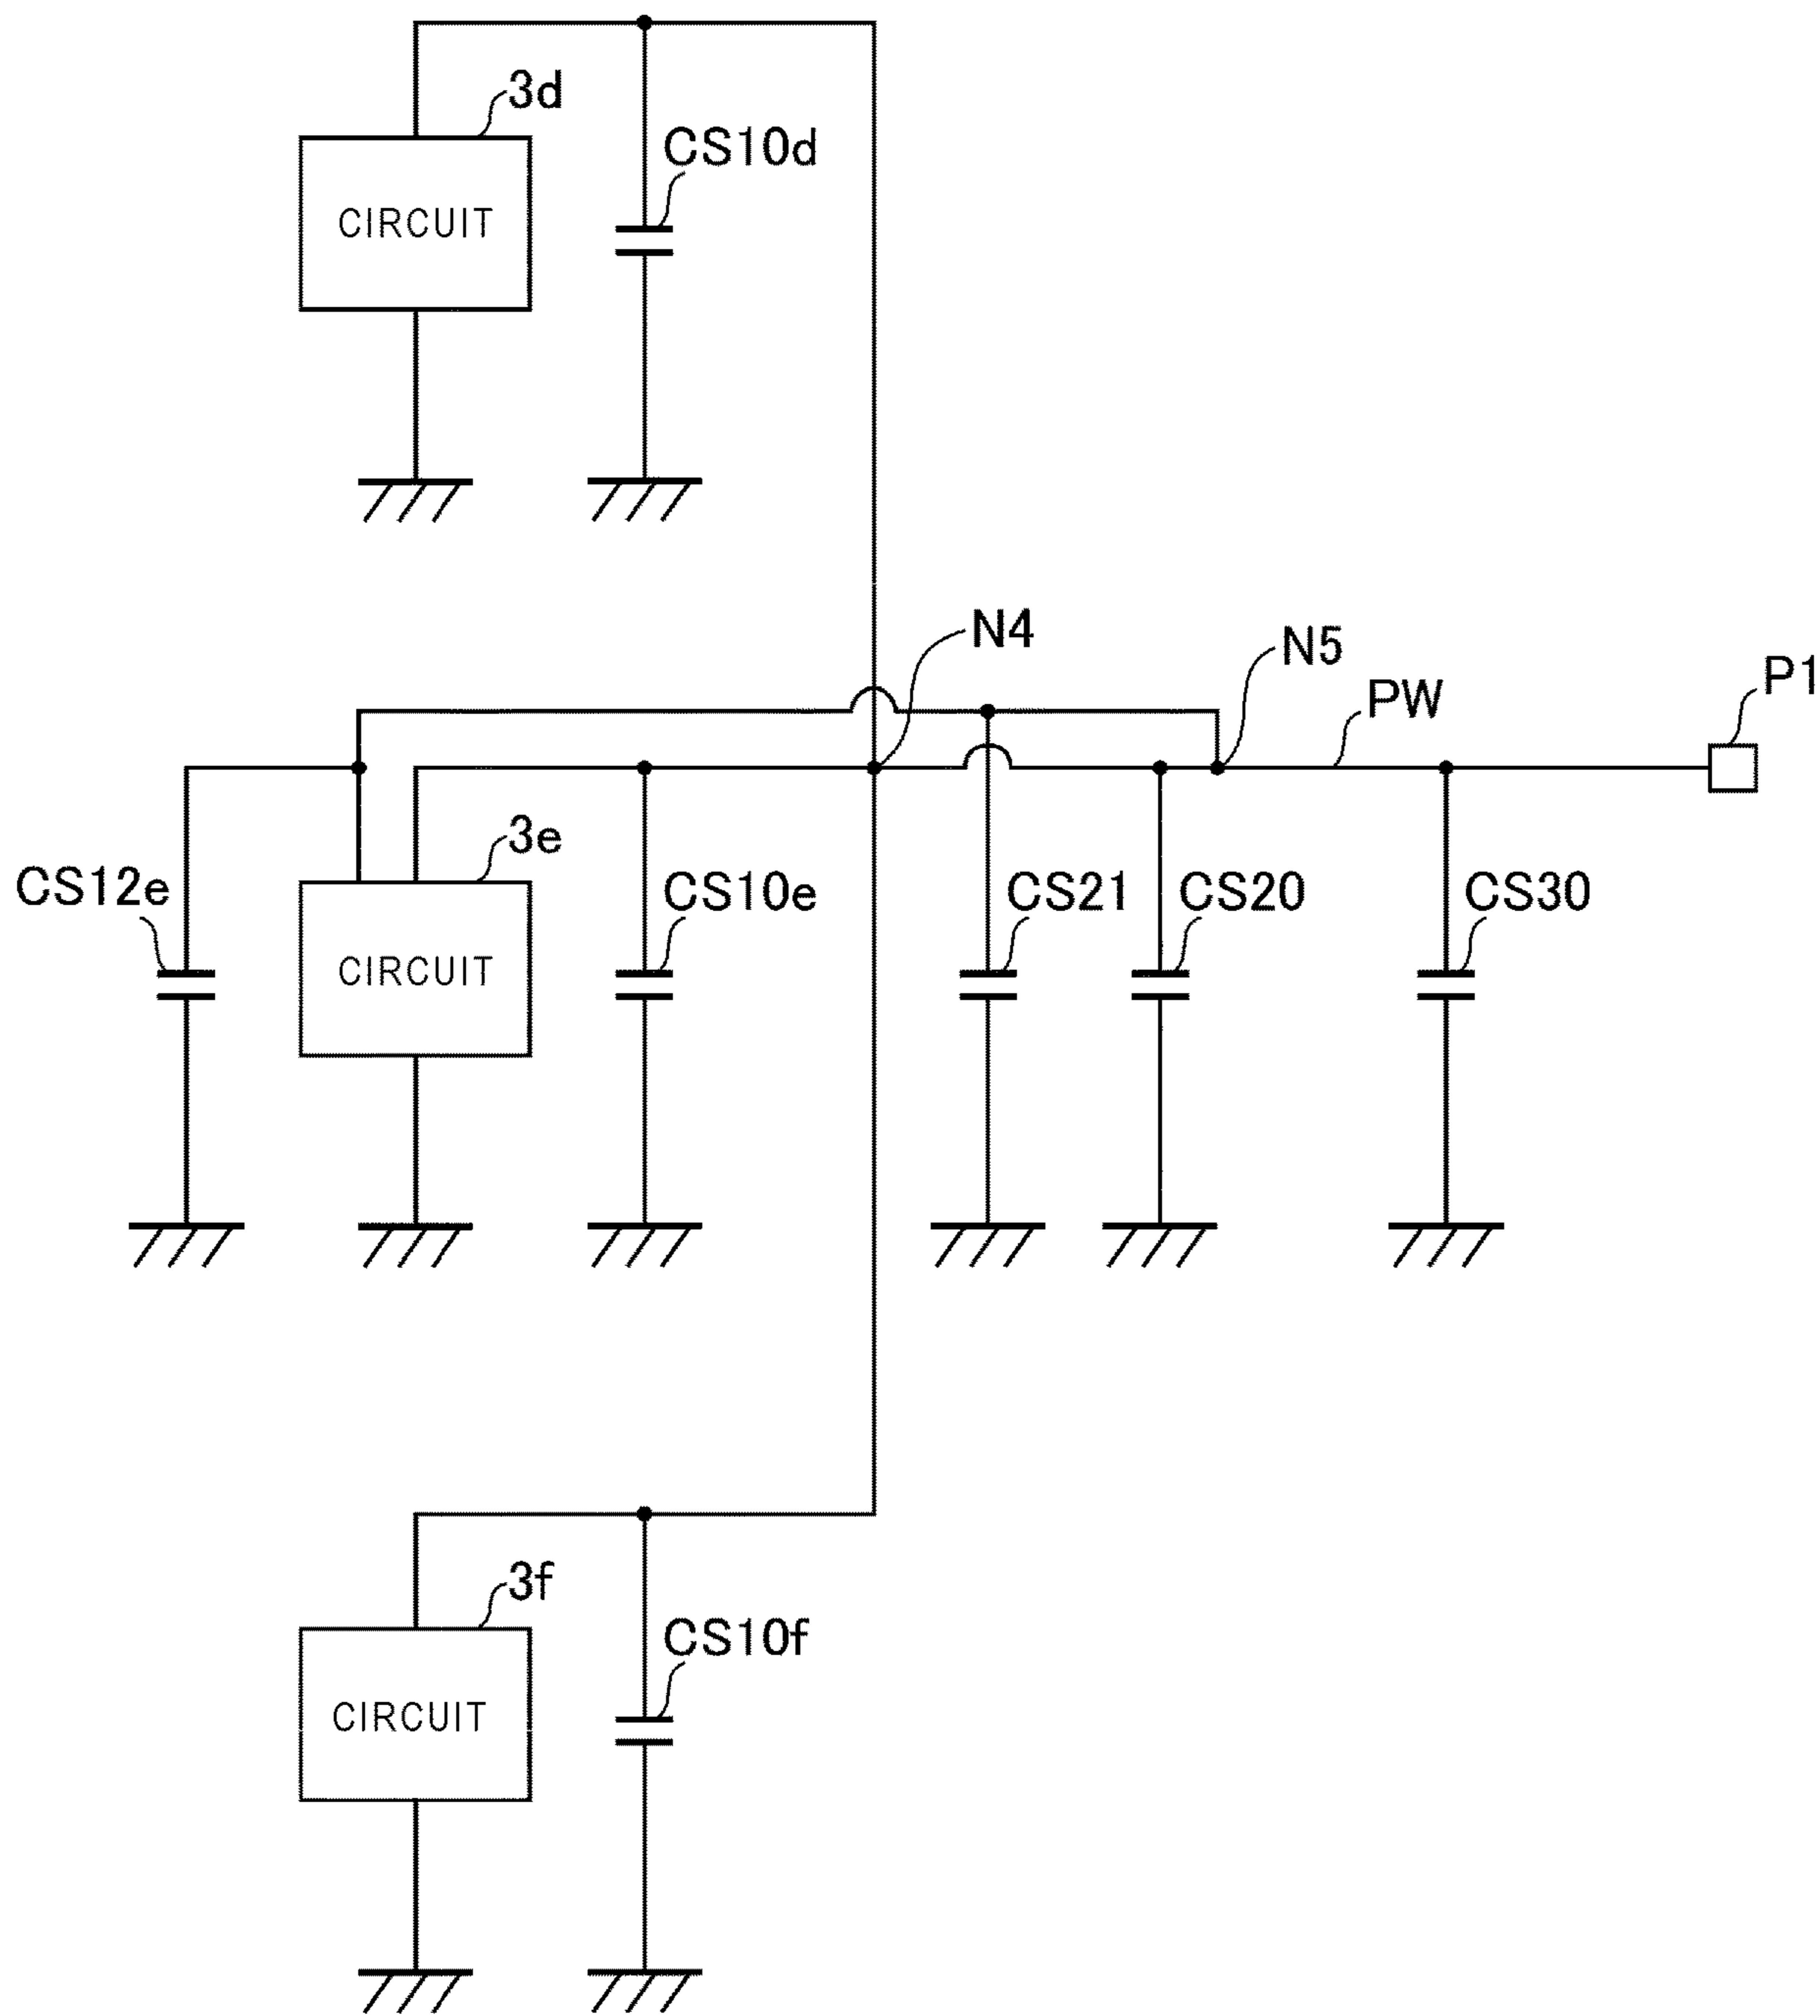 3d
CS10d
CIRCUIT
N4
N5
P1
PW
3e
CS12e
CS10e
CS21
CS20
CS30
CIRCUIT
3f
CS10f
CIRCUIT